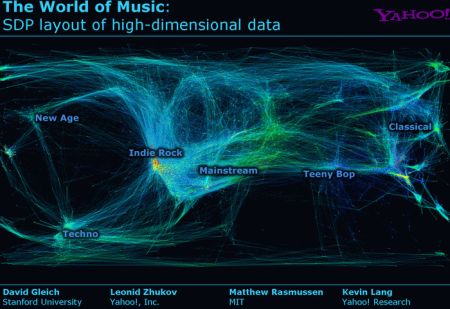 The World of Music:
YAHOO!
SDP layout of high-dimensional data
New Age
Classical
Indie Rock
Mainstream
Teeny Bop
Techno
David Gleich
Leonid Zhukov
Matthew Rasmussen
Kevin Lang
Stanford University
Yahoo!, Inc.
MIT
Yahoo! Research